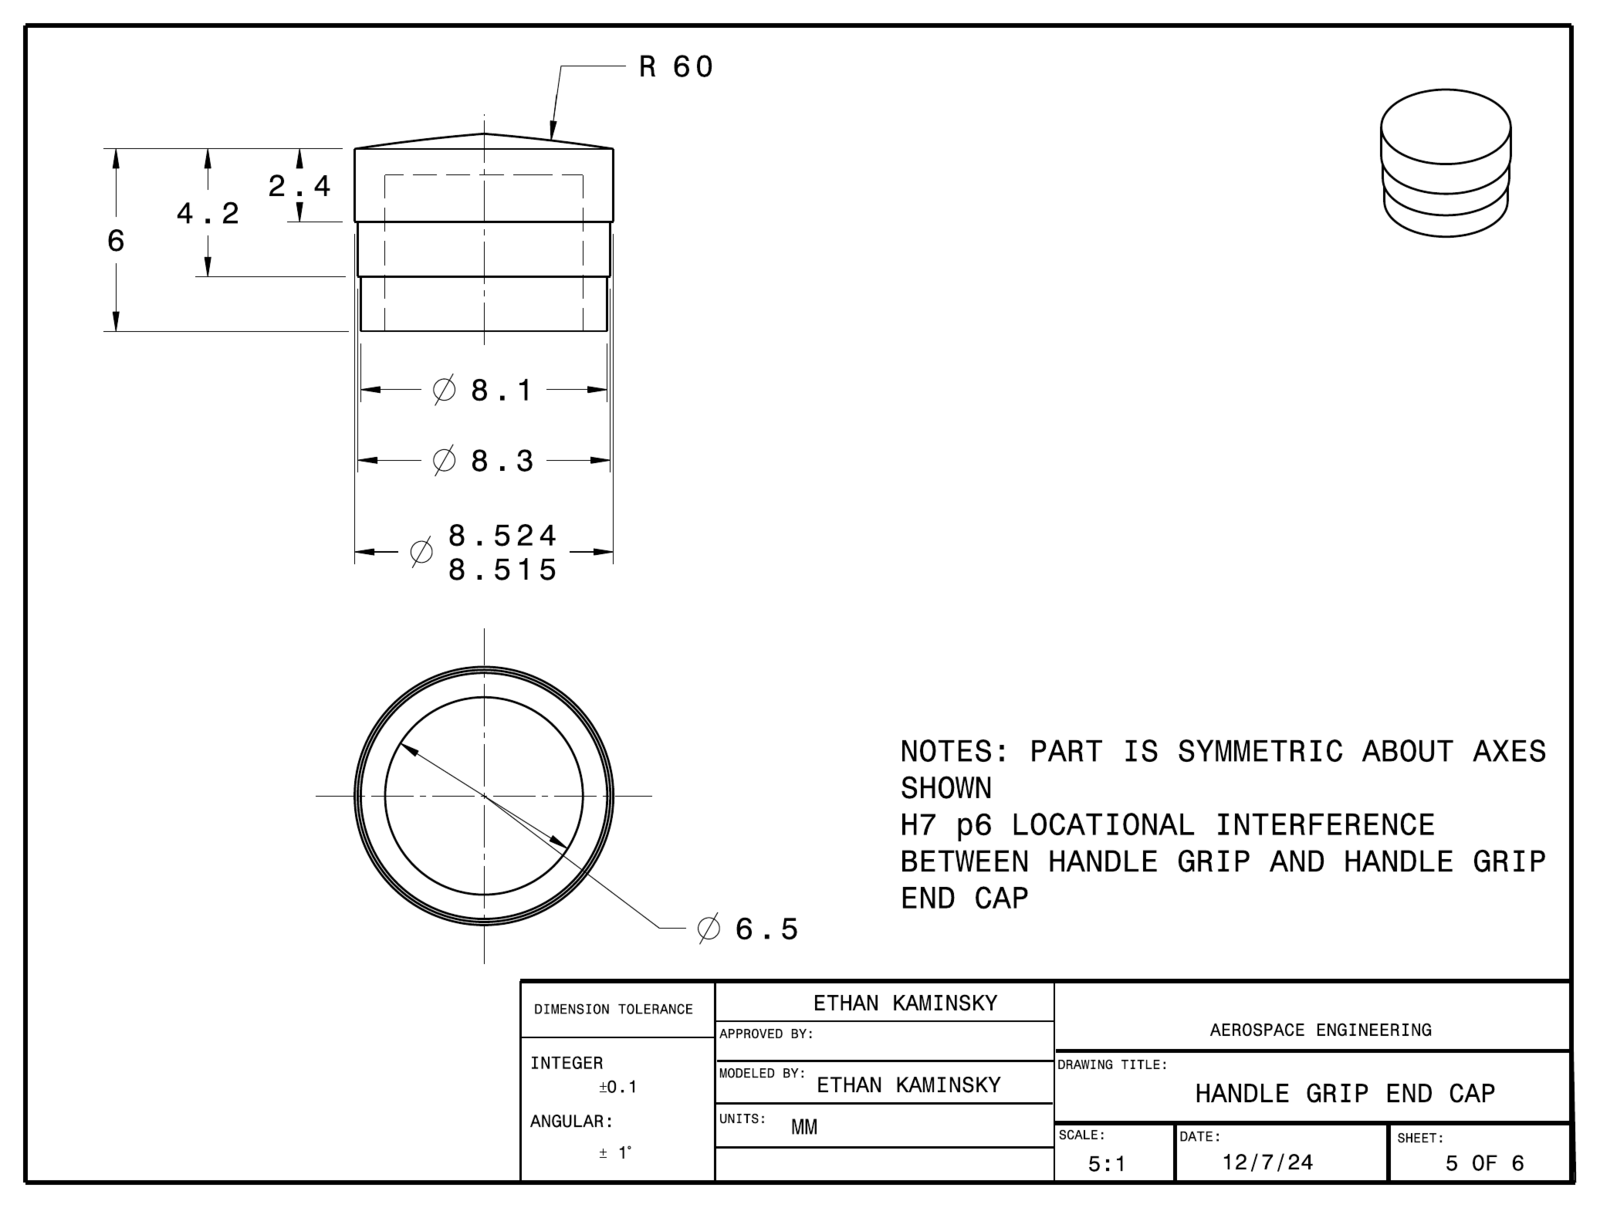 R 60
2.4
4.2
6
⌀ 8.1
⌀ 8.3
⌀ 8.524
8.515
⌀ 6.5
NOTES: PART IS SYMMETRIC ABOUT AXES
SHOWN
H7 p6 LOCATIONAL INTERFERENCE
BETWEEN HANDLE GRIP AND HANDLE GRIP
END CAP
DIMENSION TOLERANCE
INTEGER
±0.1
ANGULAR:
± 1°
ETHAN KAMINSKY
APPROVED BY:
MODELED BY: ETHAN KAMINSKY
UNITS: MM
AEROSPACE ENGINEERING
DRAWING TITLE:
HANDLE GRIP END CAP
SCALE:
5:1
DATE:
12/7/24
SHEET:
5 OF 6